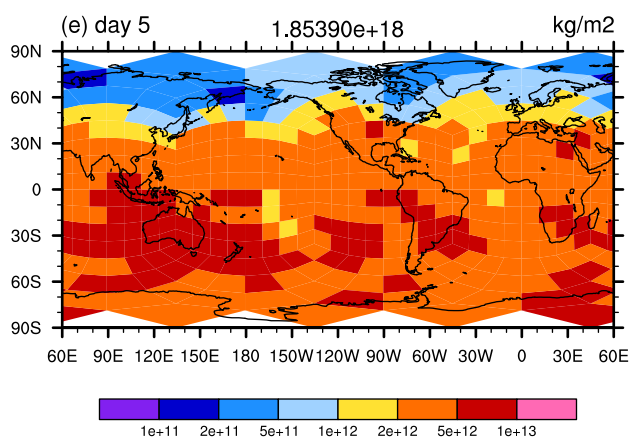 (e) day 5 1.85390e+18 kg/m2
90N
60N
30N
0
30S
60S
90S
60E 90E 120E 150E 180 150W 120W 90W 60W 30W 0 30E 60E
1e+11 2e+11 5e+11 1e+12 2e+12 5e+12 1e+13